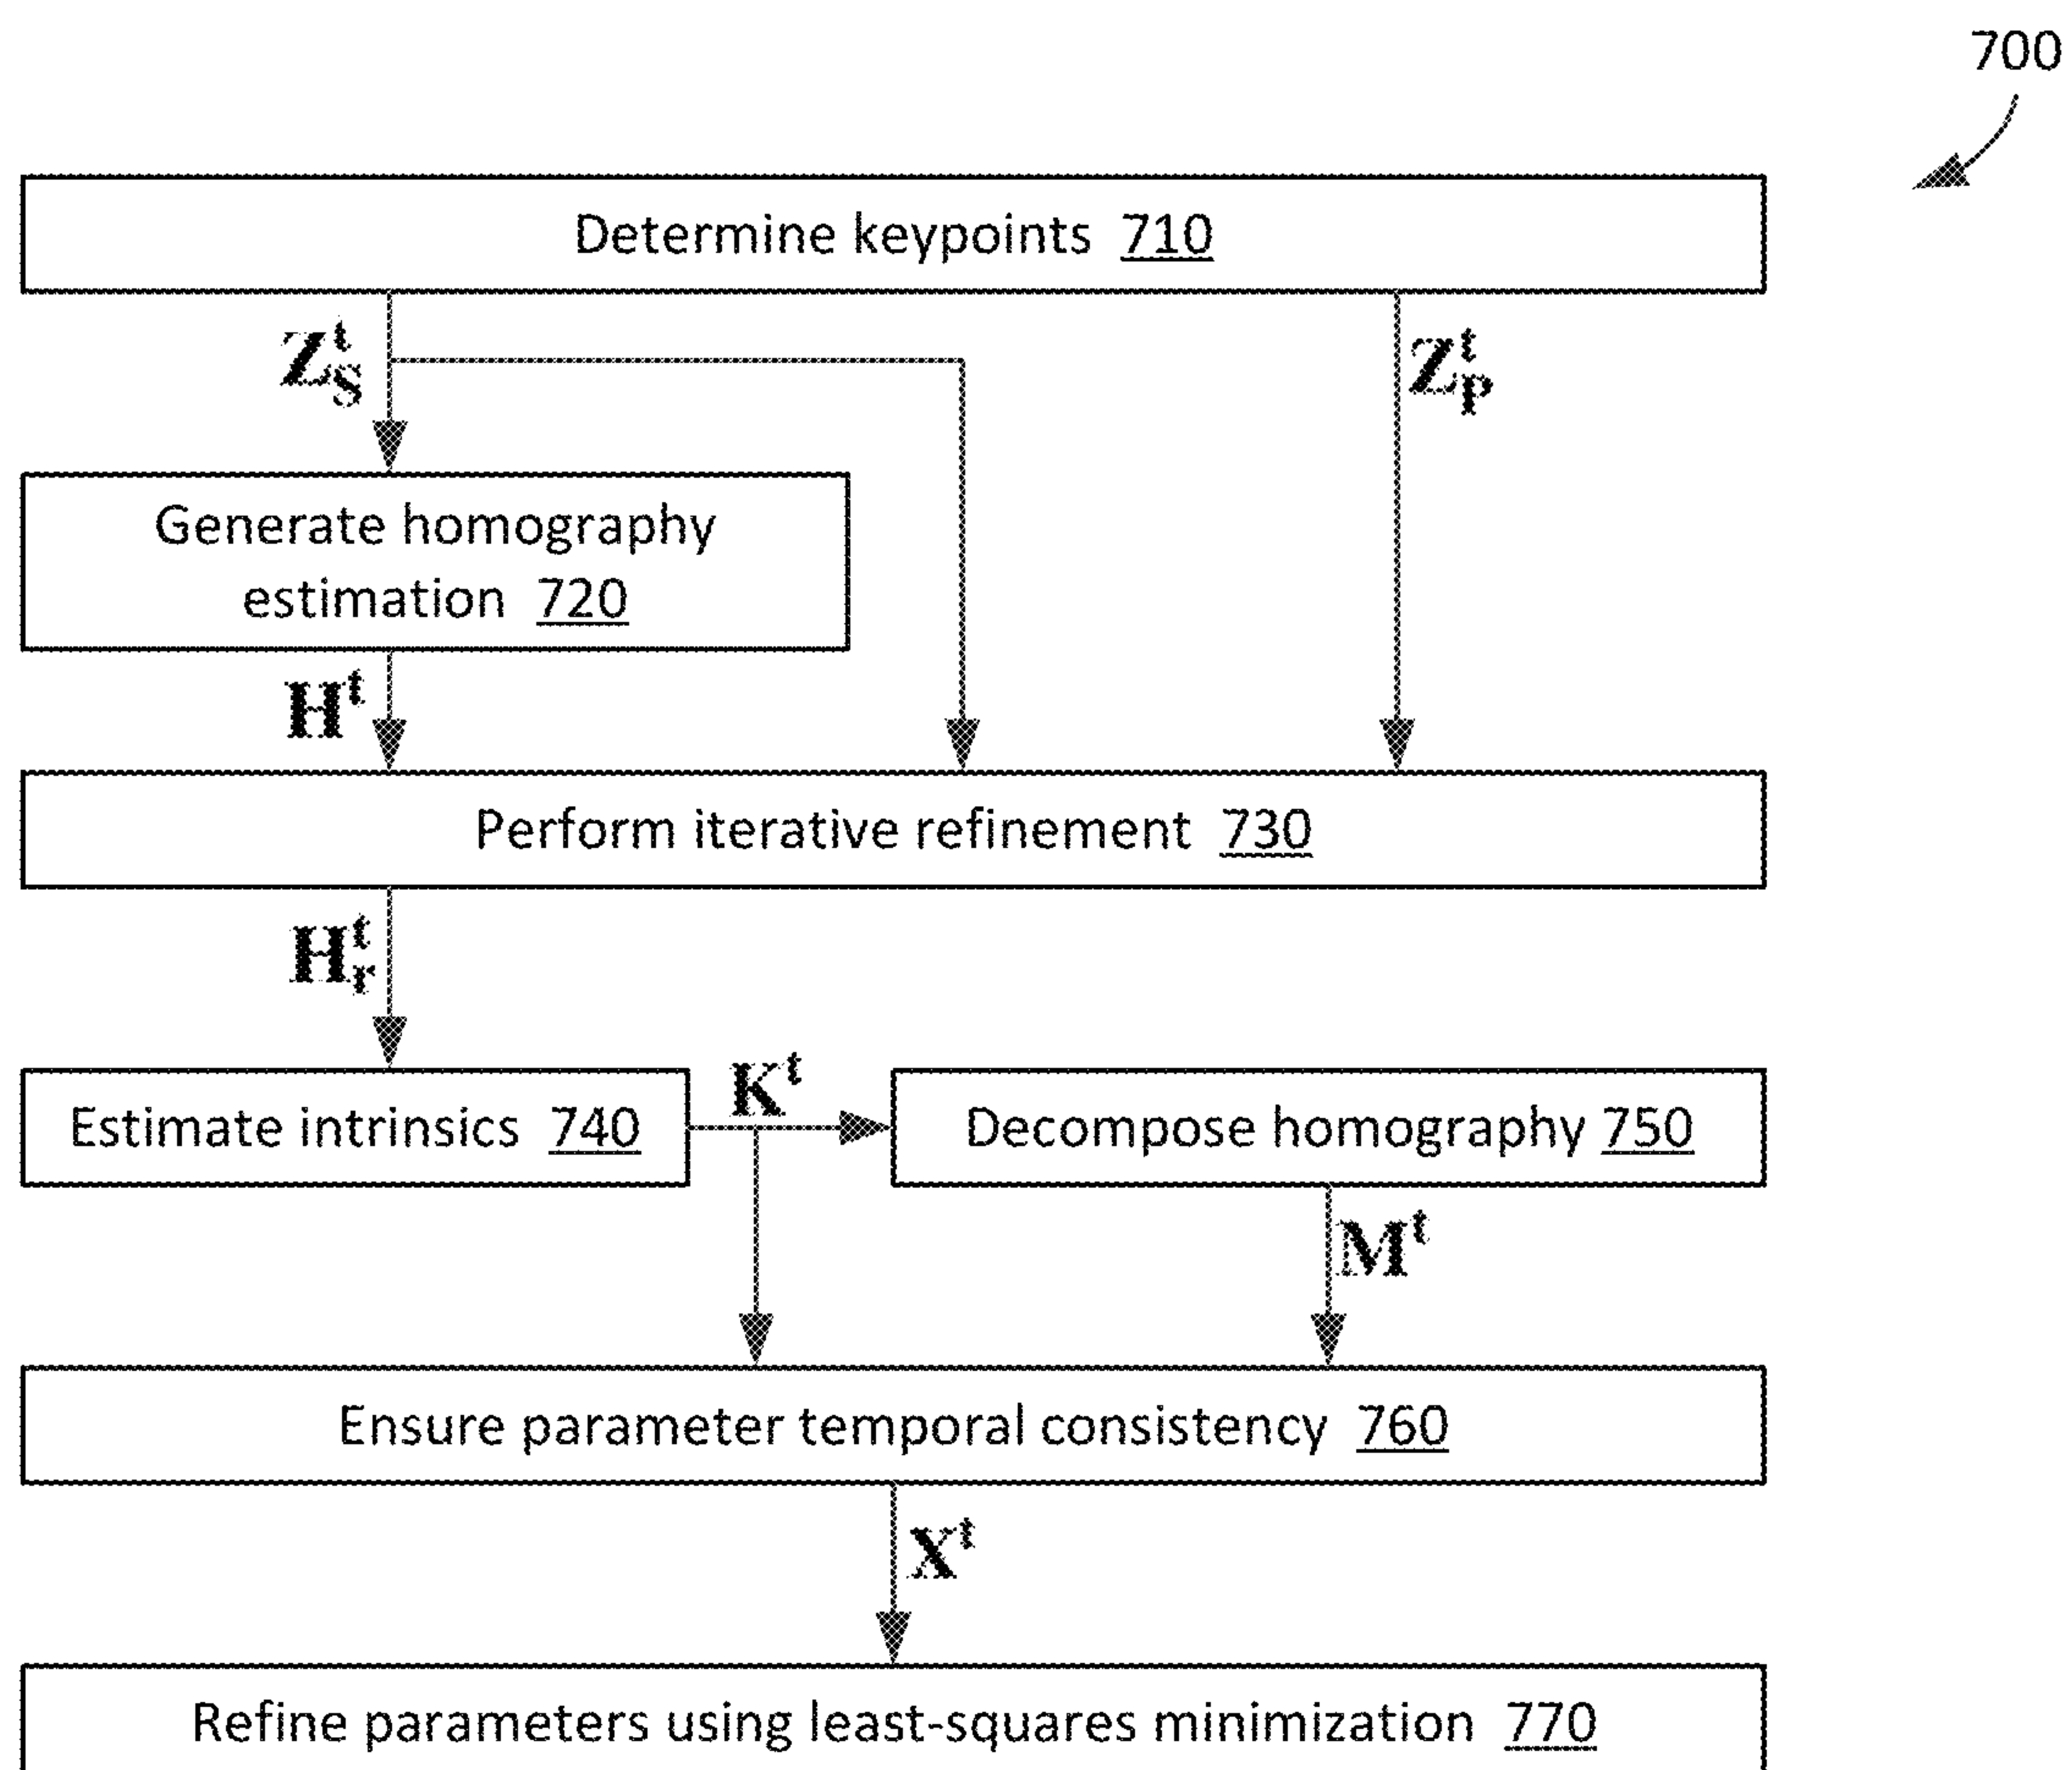 700
Determine keypoints 710
Z_S^t
Z_p^t
Generate homography
estimation 720
H^t
Perform iterative refinement 730
H_r^t
Estimate intrinsics 740
K^t
Decompose homography 750
M^t
Ensure parameter temporal consistency 760
X^t
Refine parameters using least-squares minimization 770